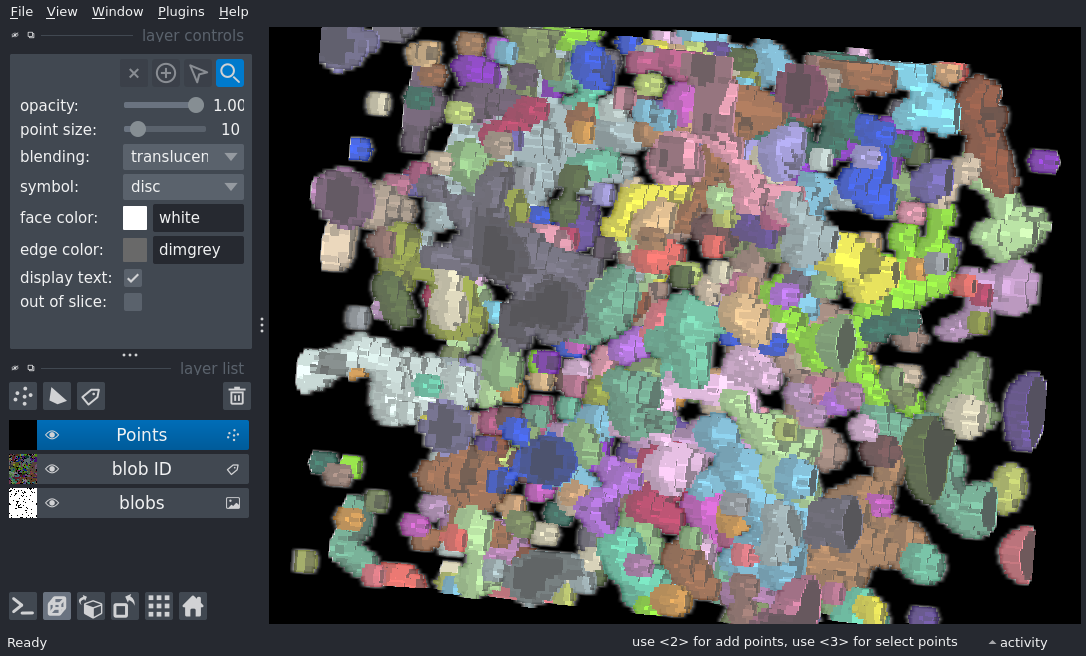 File View Window Plugins Help
layer controls
opacity: 1.00
point size: 10
blending: translucen
symbol: disc
face color: white
edge color: dimgrey
display text:
out of slice:
layer list
Points
blob ID
blobs
Ready
use <2> for add points, use <3> for select points
activity